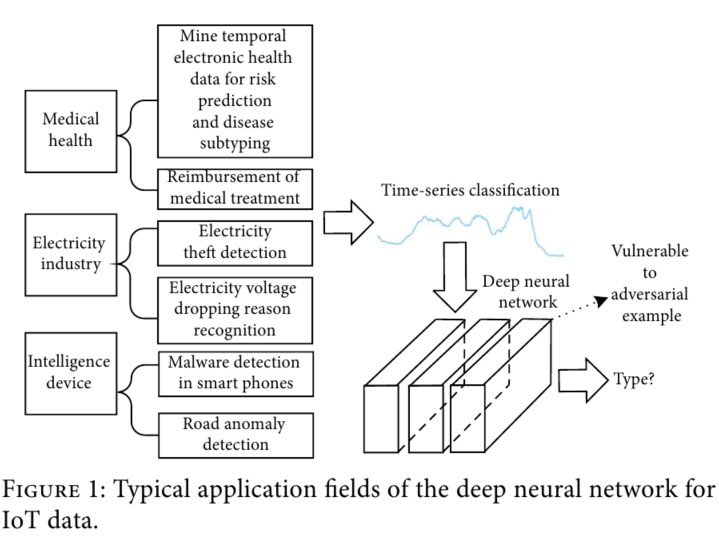 Medical
health
Mine temporal
electronic health
data for risk
prediction
and disease
subtyping
Reimbursement of
medical treatment
Electricity
industry
Electricity
theft detection
Electricity voltage
dropping reason
recognition
Intelligence
device
Malware detection
in smart phones
Road anomaly
detection
Time-series classification
Deep neural
network
Vulnerable
to
adversarial
example
Type?
FIGURE 1: Typical application fields of the deep neural network for
IoT data.